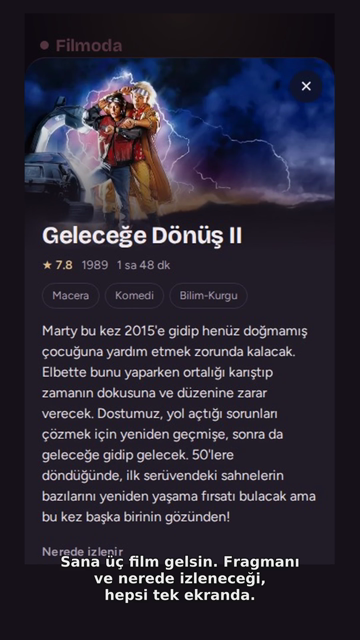 Filmoda
Geleceğe Dönüş II
★ 7.8 1989 1 sa 48 dk
Macera Komedi Bilim-Kurgu
Marty bu kez 2015'e gidip henüz doğmamış
çocuğuna yardım etmek zorunda kalacak.
Elbette bunu yaparken ortalığı karıştıp
zamanın dokusuna ve düzenine zarar
verecek. Dostumuz, yol açtığı sorunları
çözmek için yeniden geçmişe, sonra da
geleceğe gidip gelecek. 50'lere
döndüğünde, ilk serüvendeki sahnelerin
bazılarını yeniden yaşama fırsatı bulacak ama
bu kez başka birinin gözünden!
Nerede izlenir
Sana üç film gelsin. Fragmanı
ve nerede izleneceği,
hepsi tek ekranda.